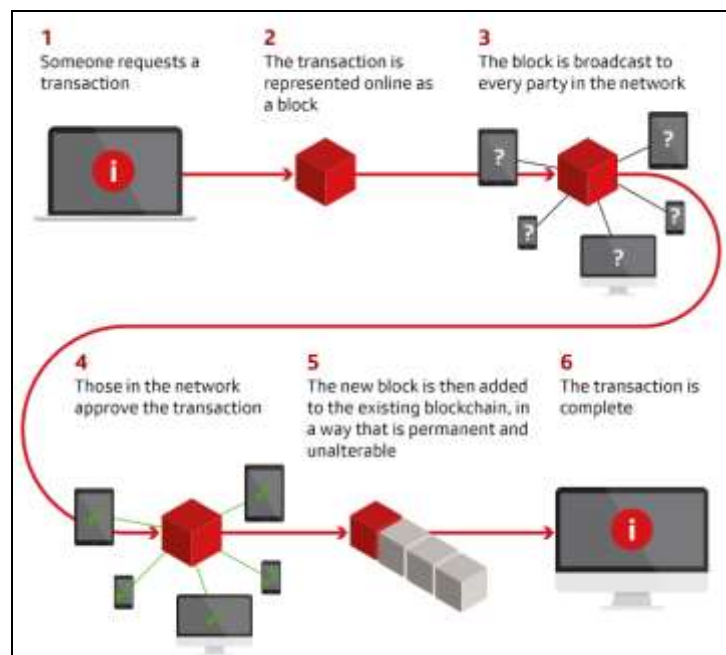 1
Someone requests a
transaction
2
The transaction is
represented online as
a block
3
The block is broadcast to
every party in the network
i
?
?
?
?
?
4
Those in the network
approve the transaction
5
The new block is then added
to the existing blockchain, in
a way that is permanent and
unalterable
6
The transaction is
complete
i